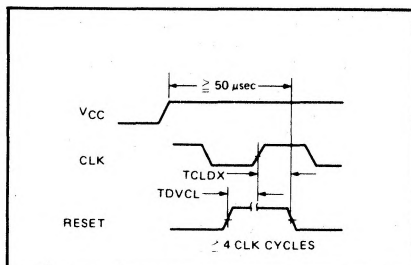 ≧ 50 µsec
VCC
CLK
TCLDX
TDVCL
RESET
≥ 4 CLK CYCLES